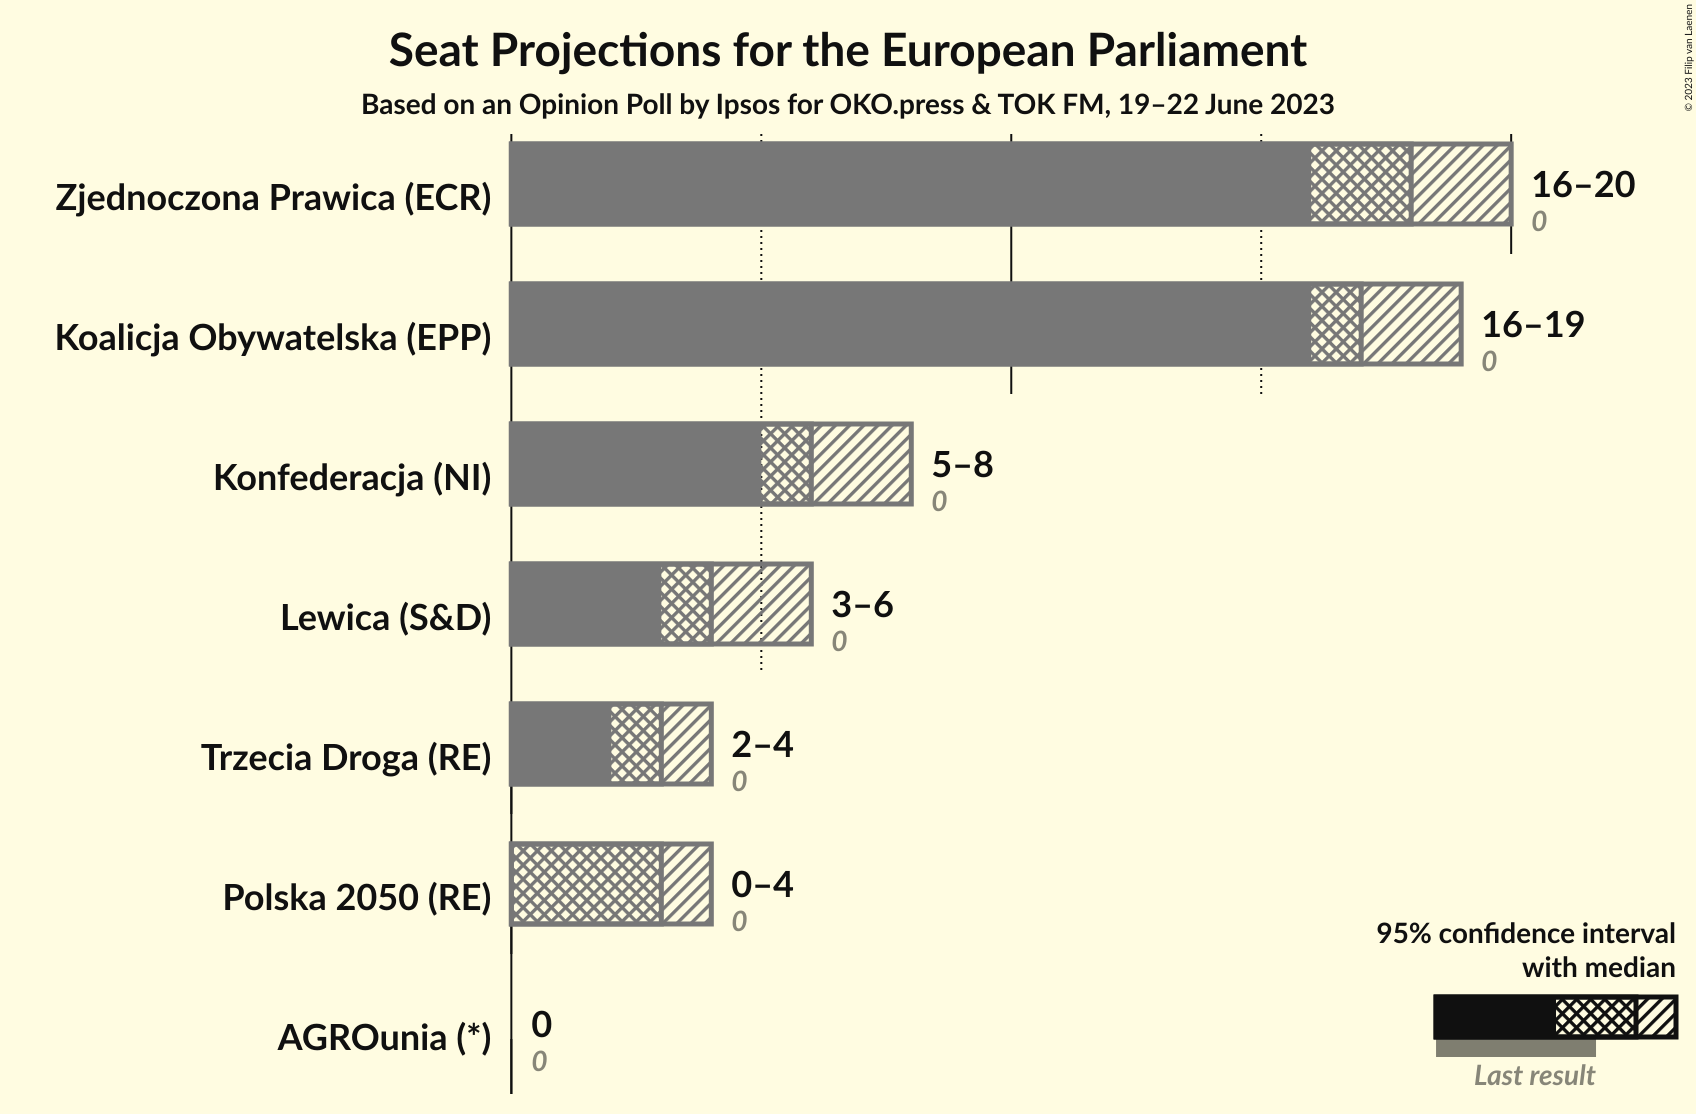 Seat Projections for the European Parliament
Based on an Opinion Poll by Ipsos for OKO.press & TOK FM, 19–22 June 2023
© 2023 Filip van Laenen
Zjednoczona Prawica (ECR)
16–20
0
Koalicja Obywatelska (EPP)
16–19
0
Konfederacja (NI)
5–8
0
Lewica (S&D)
3–6
0
Trzecia Droga (RE)
2–4
0
Polska 2050 (RE)
0–4
0
AGROunia (*)
0
0
95% confidence interval
with median
Last result